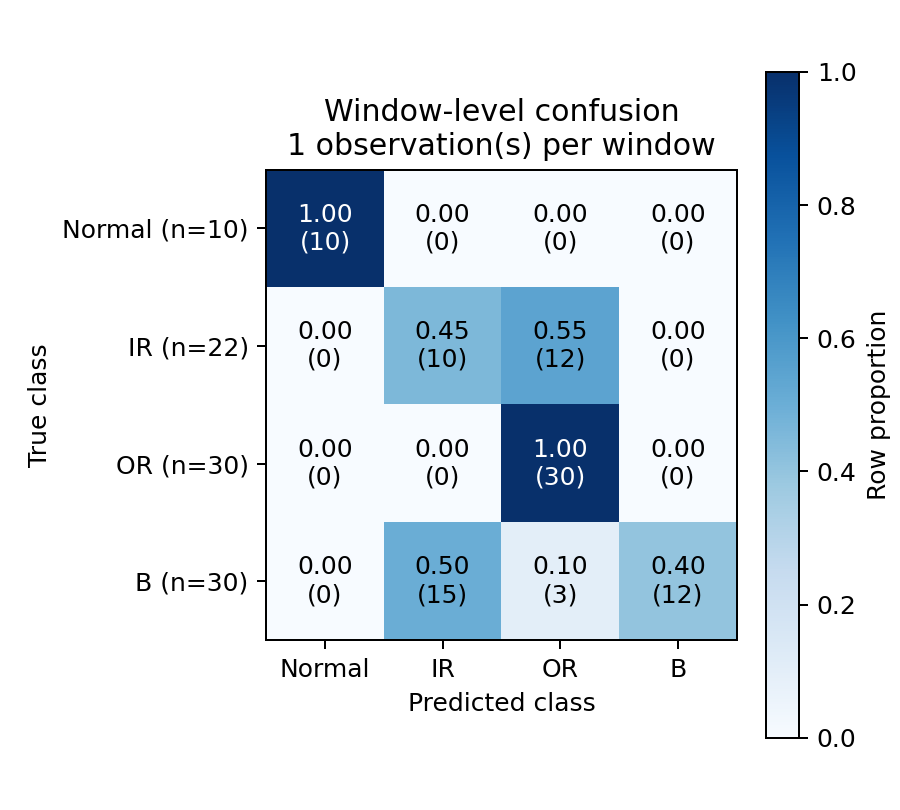 Window-level confusion
1 observation(s) per window
Normal (n=10)
1.00 0.00 0.00 0.00
(10) (0) (0) (0)
IR (n=22)
0.00 0.45 0.55 0.00
(0) (10) (12) (0)
OR (n=30)
0.00 0.00 1.00 0.00
(0) (0) (30) (0)
B (n=30)
0.00 0.50 0.10 0.40
(0) (15) (3) (12)
Normal IR OR B
Predicted class
True class
1.0
0.8
0.6
0.4
0.2
0.0
Row proportion